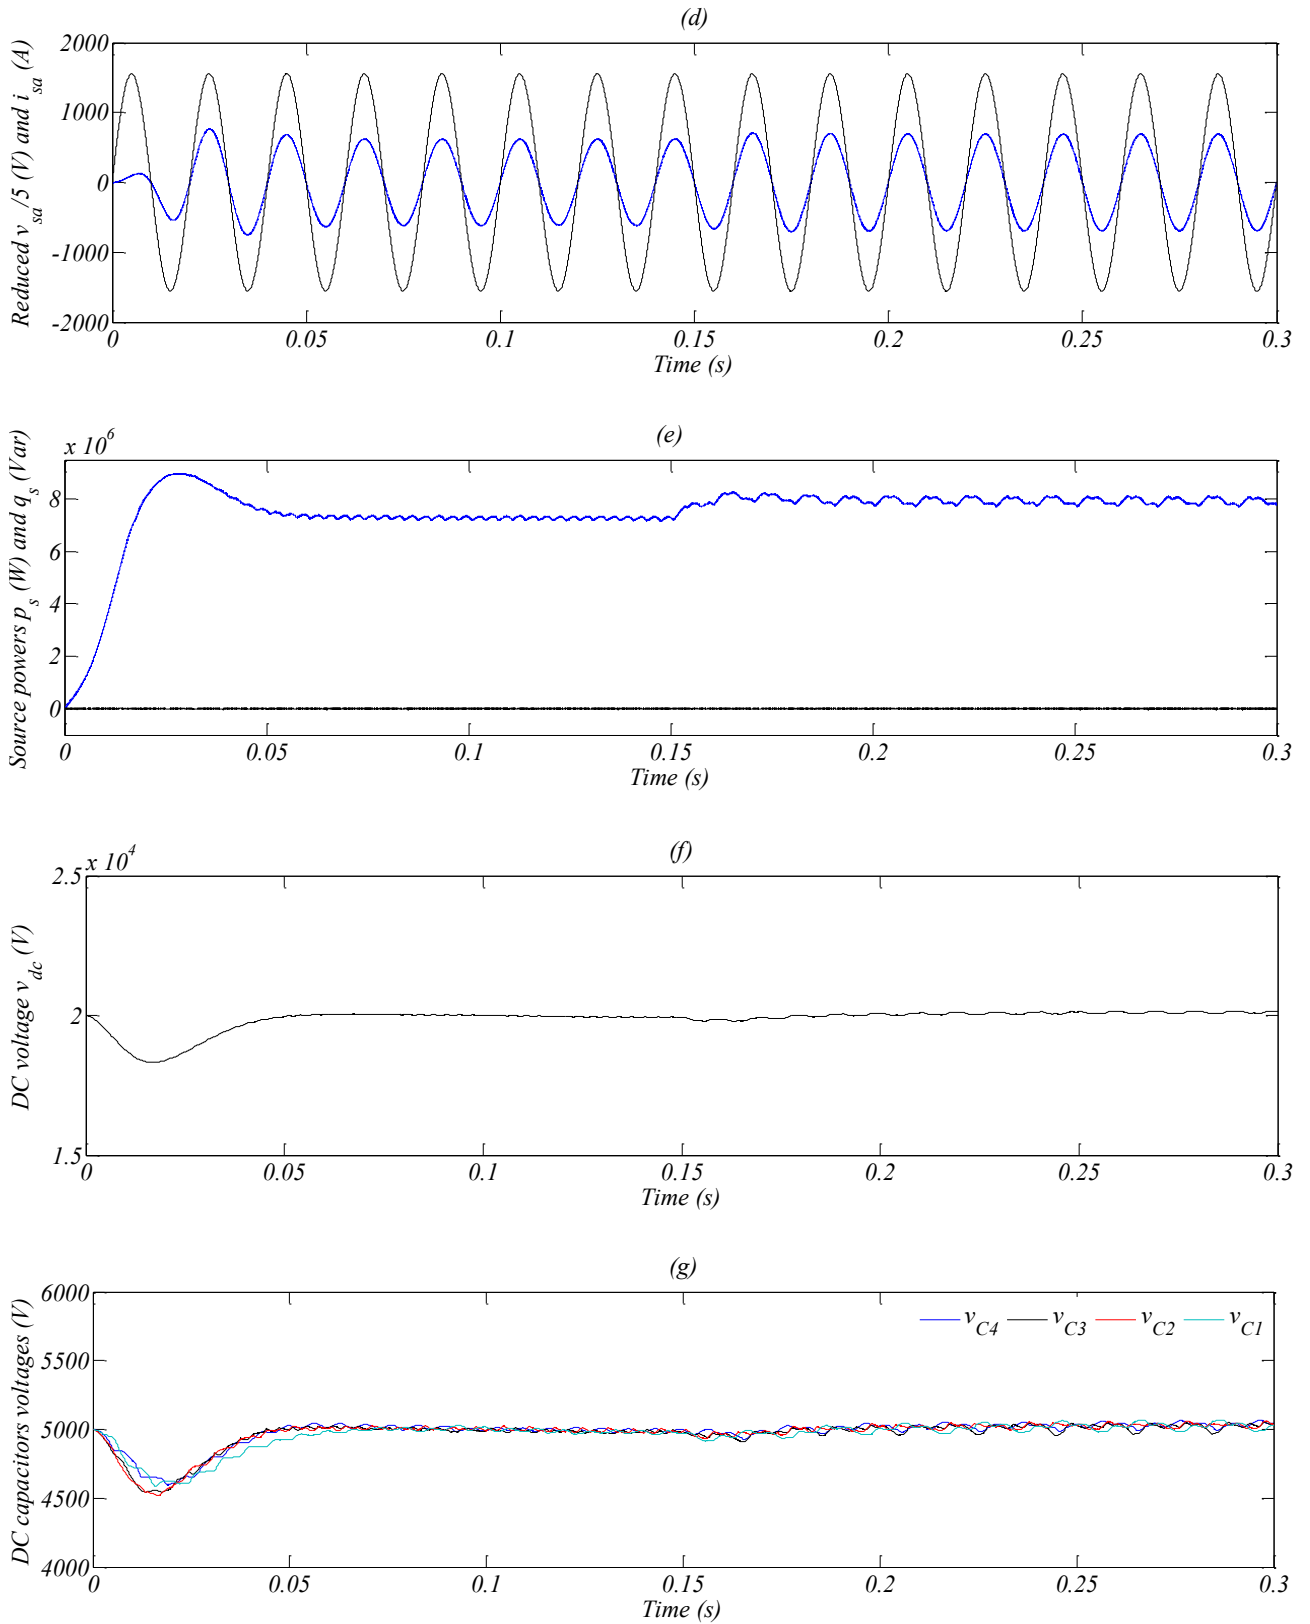 (d)
Reduced v_sa/5 (V) and i_sa (A)
2000
1000
0
-1000
-2000
0 0.05 0.1 0.15 0.2 0.25 0.3
Time (s)
(e)
x 10^6
Source powers p_s (W) and q_s (Var)
8
6
4
2
0
0 0.05 0.1 0.15 0.2 0.25 0.3
Time (s)
(f)
x 10^4
DC voltage v_dc (V)
2.5
2
1.5
0 0.05 0.1 0.15 0.2 0.25 0.3
Time (s)
(g)
DC capacitors voltages (V)
6000
v_C4 v_C3 v_C2 v_C1
5500
5000
4500
4000
0 0.05 0.1 0.15 0.2 0.25 0.3
Time (s)